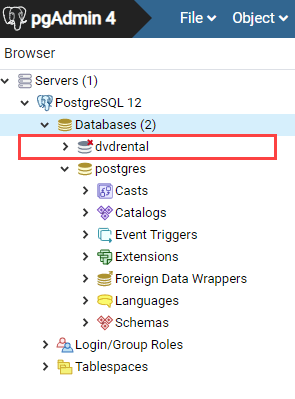 pgAdmin 4 File Object
Browser
Servers (1)
PostgreSQL 12
Databases (2)
dvdrental
postgres
Casts
Catalogs
Event Triggers
Extensions
Foreign Data Wrappers
Languages
Schemas
Login/Group Roles
Tablespaces